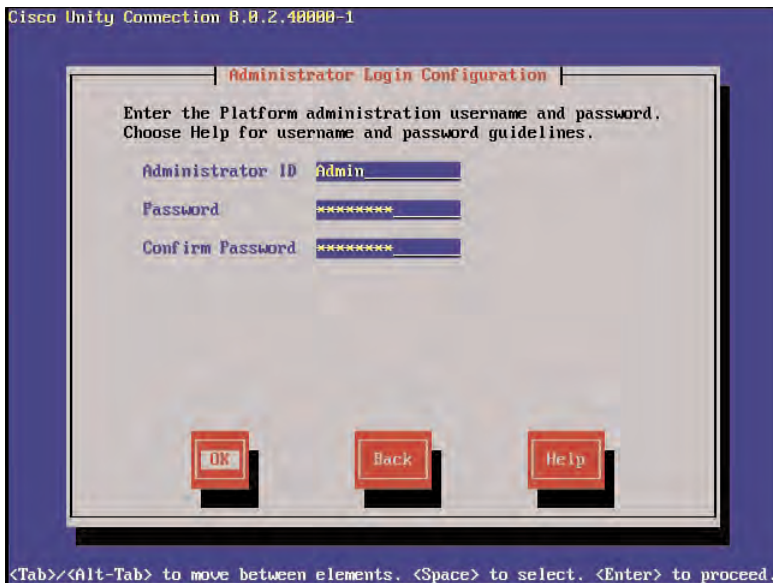 Cisco Unity Connection 8.0.2.40000-1
Administrator Login Configuration
Enter the Platform administration username and password.
Choose Help for username and password guidelines.
Administrator ID Admin
Password ********
Confirm Password ********
OK Back Help
<Tab>/<Alt-Tab> to move between elements. <Space> to select. <Enter> to proceed